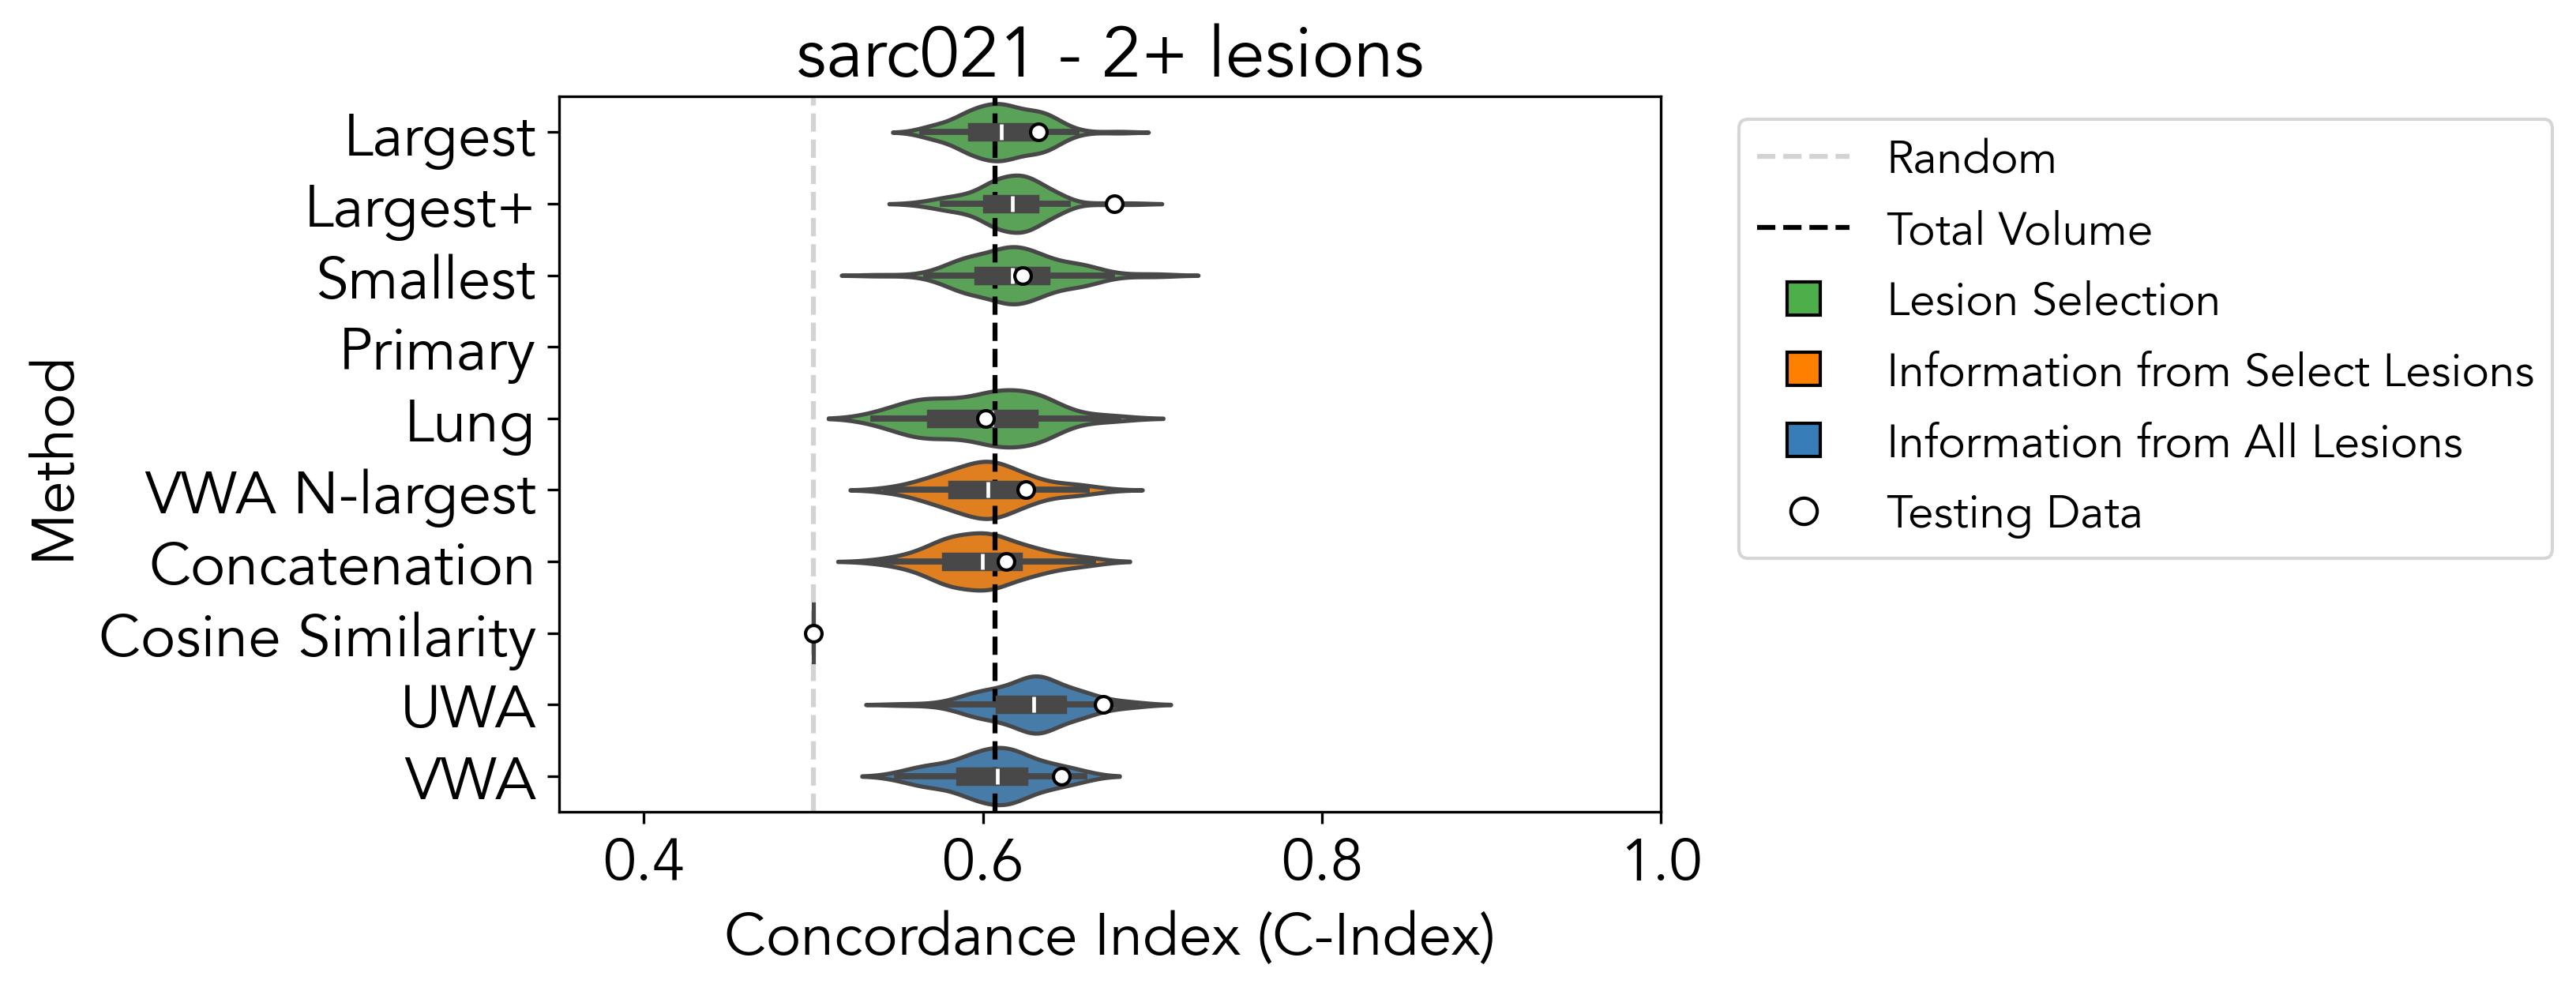 sarc021 - 2+ lesions
Method
Largest
Largest+
Smallest
Primary
Lung
VWA N-largest
Concatenation
Cosine Similarity
UWA
VWA
0.4 0.6 0.8 1.0
Concordance Index (C-Index)
Random
Total Volume
Lesion Selection
Information from Select Lesions
Information from All Lesions
Testing Data